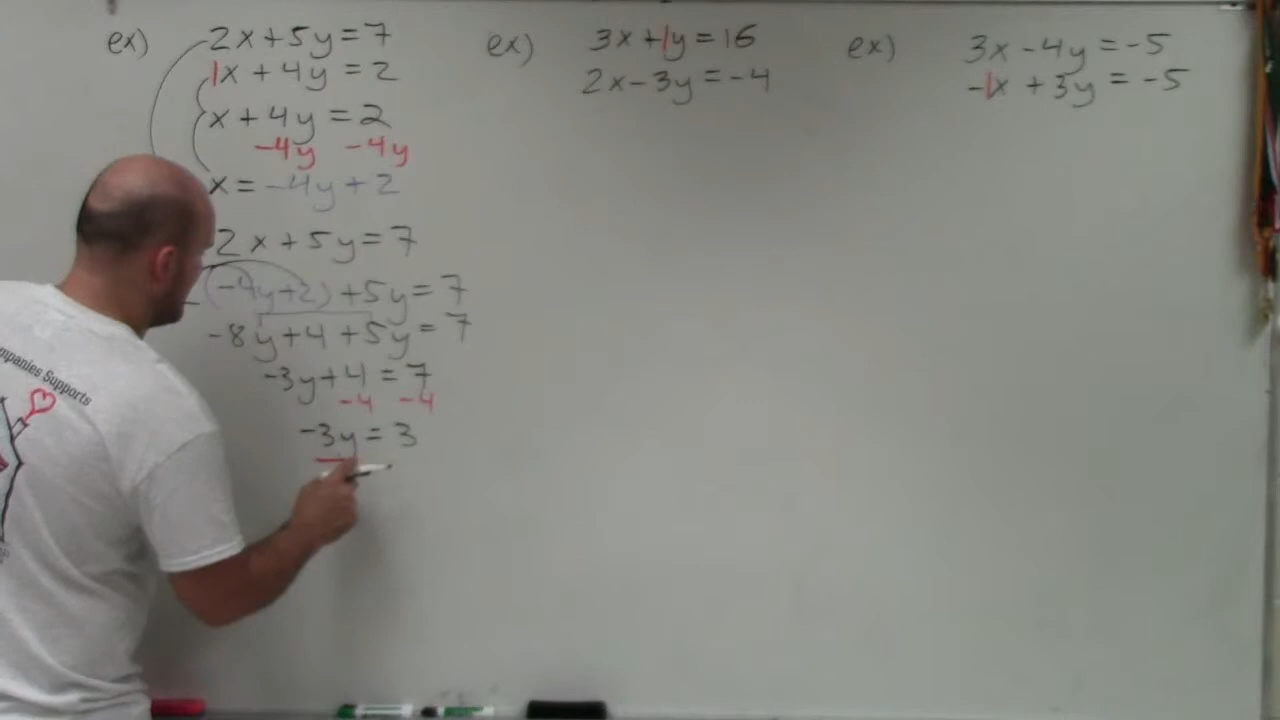 ex) 2x+5y=7
1x+4y=2
x+4y=2
-4y -4y
x=-4y+2
2x+5y=7
(-4y+2)+5y=7
-8y+4+5y=7
-3y+4=7
-4 -4
-3y=3
ex) 3x+1y=16
2x-3y=-4
ex) 3x-4y=-5
-1x+3y=-5
Supports